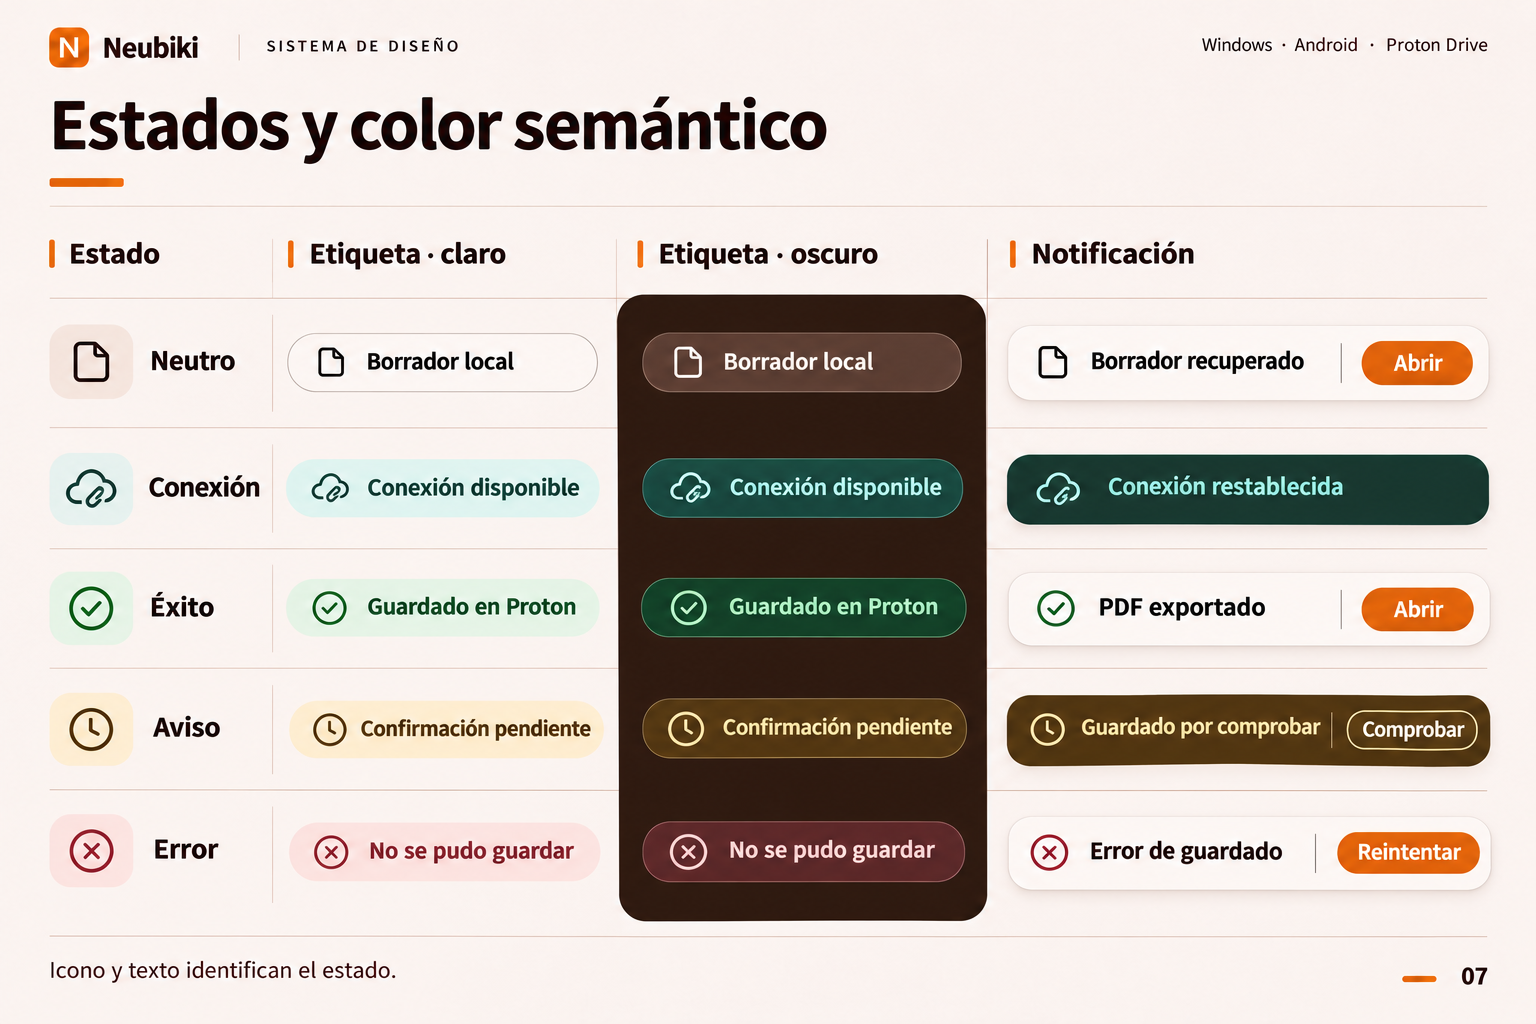 N Neubiki
SISTEMA DE DISEÑO
Windows · Android · Proton Drive
Estados y color semántico
Estado
Etiqueta · claro
Etiqueta · oscuro
Notificación
Neutro
Borrador local
Borrador local
Borrador recuperado
Abrir
Conexión
Conexión disponible
Conexión disponible
Conexión restablecida
Éxito
Guardado en Proton
Guardado en Proton
PDF exportado
Abrir
Aviso
Confirmación pendiente
Confirmación pendiente
Guardado por comprobar
Comprobar
Error
No se pudo guardar
No se pudo guardar
Error de guardado
Reintentar
Icono y texto identifican el estado.
07